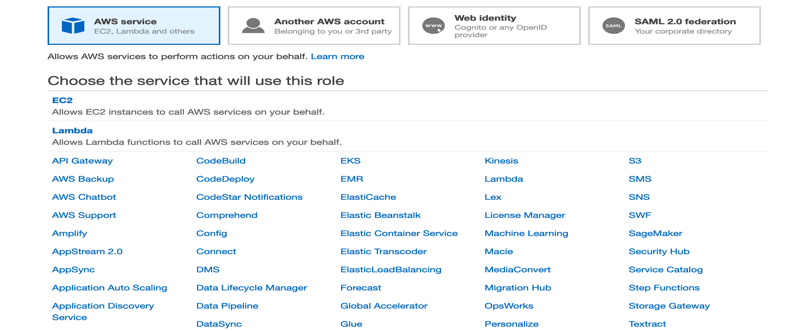 AWS service
EC2, Lambda and others
Another AWS account
Belonging to you or 3rd party
WWW
Web identity
Cognito or any OpenID
provider
SAML
SAML 2.0 federation
Your corporate directory
Allows AWS services to perform actions on your behalf. Learn more
Choose the service that will use this role
EC2
Allows EC2 instances to call AWS services on your behalf.
Lambda
Allows Lambda functions to call AWS services on your behalf.
API Gateway CodeBuild EKS Kinesis S3
AWS Backup CodeDeploy EMR Lambda SMS
AWS Chatbot CodeStar Notifications ElastiCache Lex SNS
AWS Support Comprehend Elastic Beanstalk License Manager SWF
Amplify Config Elastic Container Service Machine Learning SageMaker
AppStream 2.0 Connect Elastic Transcoder Macie Security Hub
AppSync DMS ElasticLoadBalancing MediaConvert Service Catalog
Application Auto Scaling Data Lifecycle Manager Forecast Migration Hub Step Functions
Application Discovery Data Pipeline Global Accelerator OpsWorks Storage Gateway
Service
DataSync Glue Personalize Textract